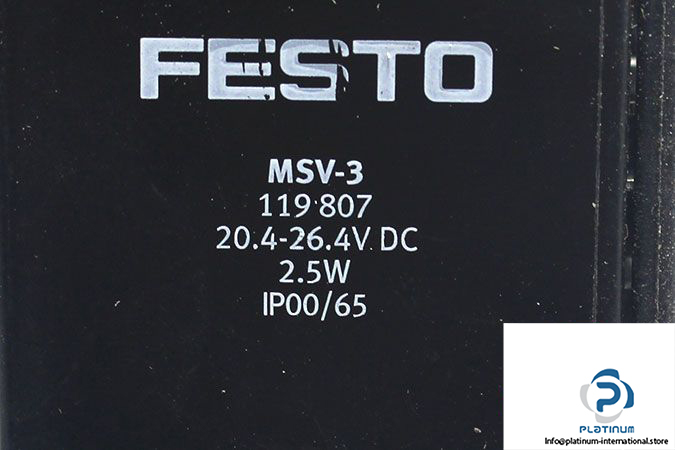 FESTO
MSV-3
119 807
20.4-26.4V DC
2.5W
IP00/65
PLATINUM
Info@platinum-international.store